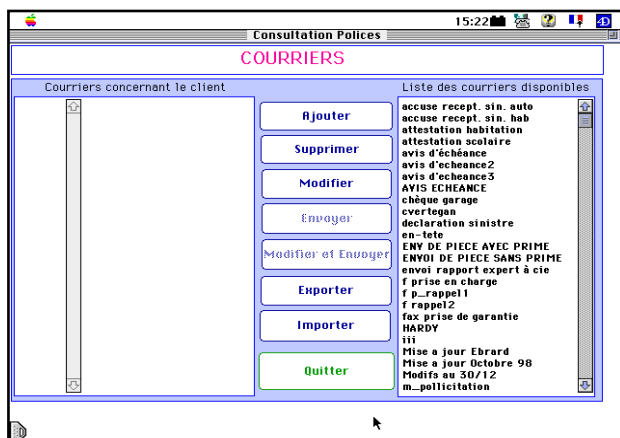 15:22
4D
Consultation Polices
COURRIERS
Courriers concernant le client
Ajouter
Supprimer
Modifier
Envoyer
Modifier et Envoyer
Exporter
Importer
Quitter
Liste des courriers disponibles
accuse recept. sin. auto
accuse recept. sin. hab
attestation habitation
attestation scolaire
avis d'échéance
avis d'echeance2
avis d'echeance3
AVIS ECHEANCE
chèque garage
cvertegan
declaration sinistre
en-tete
ENV DE PIECE AVEC PRIME
ENVOI DE PIECE SANS PRIME
envoi rapport expert à cie
f prise en charge
f p_rappel1
f rappel2
fax prise de garantie
HARDY
iii
Mise a jour Ebrard
Mise a jour Octobre 98
Modifs au 30/12
m_pollicitation